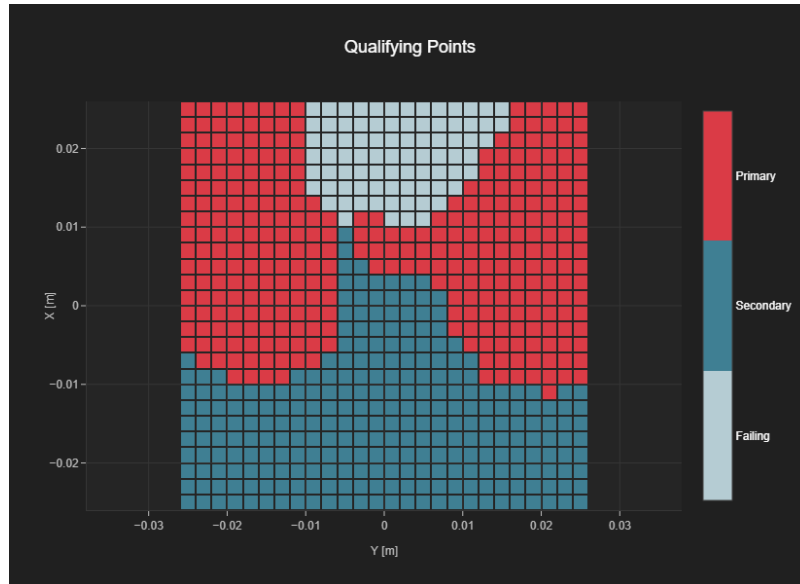 Qualifying Points
0.02
0.01
0
−0.01
−0.02
X [m]
−0.03
−0.02
−0.01
0
0.01
0.02
0.03
Y [m]
Primary
Secondary
Failing